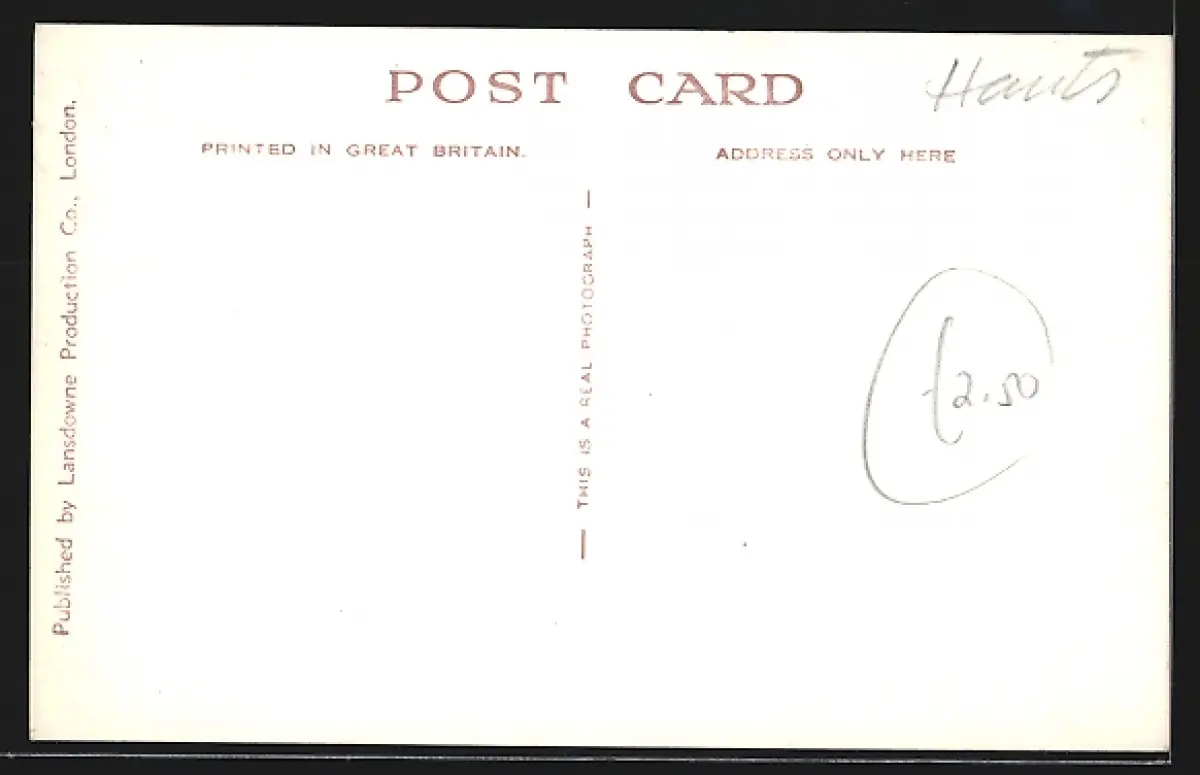 POST CARD
Hants
PRINTED IN GREAT BRITAIN.
ADDRESS ONLY HERE
Published by Lansdowne Production Co., London.
THIS IS A REAL PHOTOGRAPH
£2.50